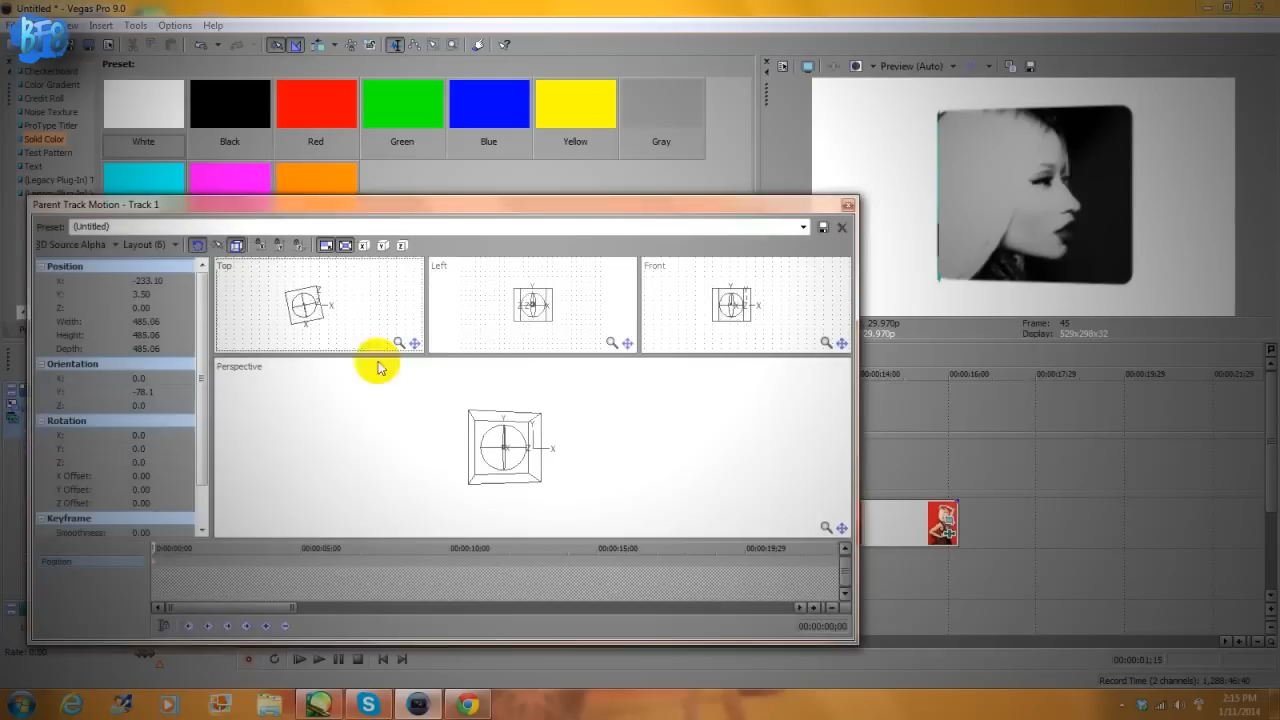 Untitled * - Vegas Pro 9.0
Insert Tools Options Help
BFO
Checkerboard
Color Gradient
Credit Roll
Noise Texture
ProType Titler
Solid Color
Test Pattern
Text
(Legacy Plug-In) T
Preset:
White Black Red Green Blue Yellow Gray
Preview (Auto)
Parent Track Motion - Track 1
Preset: (Untitled)
3D Source Alpha Layout (6)
Position
X: -233.10
Y: 3.50
Z: 0.00
Width: 485.06
Height: 485.06
Depth: 485.06
Orientation
X: 0.0
Y: -78.1
Z: 0.0
Rotation
X: 0.0
Y: 0.0
Z: 0.0
X Offset: 0.00
Y Offset: 0.00
Z Offset: 0.00
Keyframe
Smoothness: 0.00
Top Left Front
Perspective
29.970p Frame: 45
29.970p Display: 529x298x32
00:00:14:00 00:00:16:00 00:00:17:29 00:00:19:29 00:00:21:29
Position
0:00:00;00 00:00:05;00 00:00:10;00 00:00:15;00 00:00:19;29
00:00:00;00
Rate: 0.00
00:00:01;15
Record Time (2 channels): 1,288:46:40
2:15 PM
1/11/2014